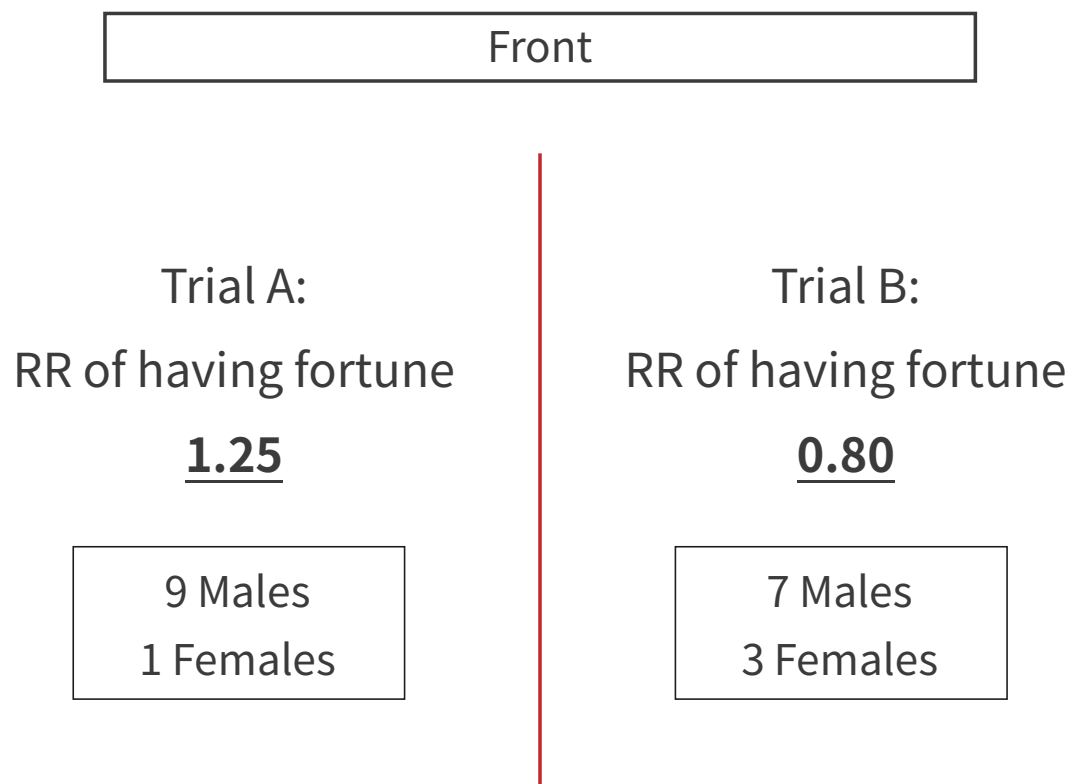 Front
Trial A:
RR of having fortune
1.25
9 Males
1 Females
Trial B:
RR of having fortune
0.80
7 Males
3 Females